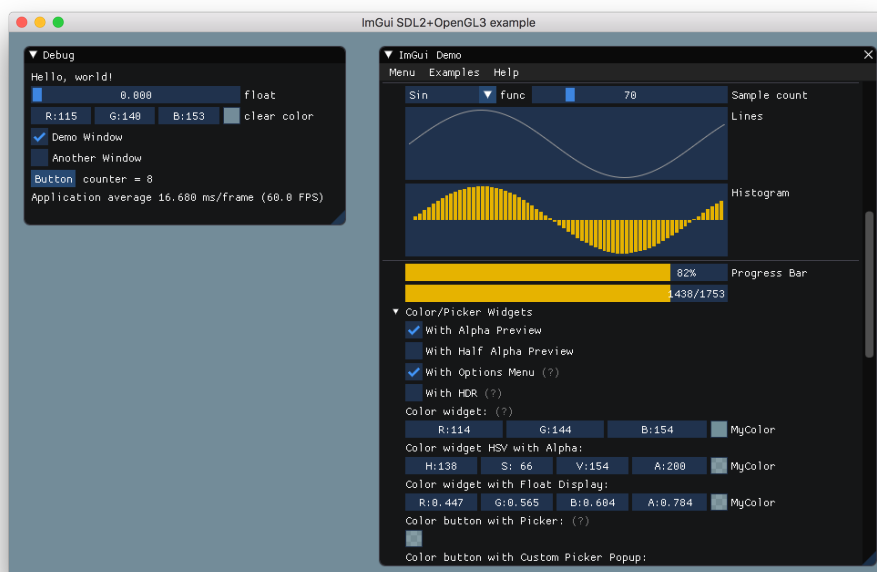 ImGui SDL2+OpenGL3 example
Debug
Hello, world!
0.000 float
R:115 G:140 B:153 clear color
Demo Window
Another Window
Button counter = 8
Application average 16.680 ms/frame (60.0 FPS)
ImGui Demo
Menu Examples Help
Sin func 70 Sample count
Lines
Histogram
82% Progress Bar
1438/1753
Color/Picker Widgets
With Alpha Preview
With Half Alpha Preview
With Options Menu (?)
With HDR (?)
Color widget: (?)
R:114 G:144 B:154 MyColor
Color widget HSV with Alpha:
H:138 S: 66 V:154 A:200 MyColor
Color widget with Float Display:
R:0.447 G:0.565 B:0.604 A:0.784 MyColor
Color button with Picker: (?)
Color button with Custom Picker Popup: